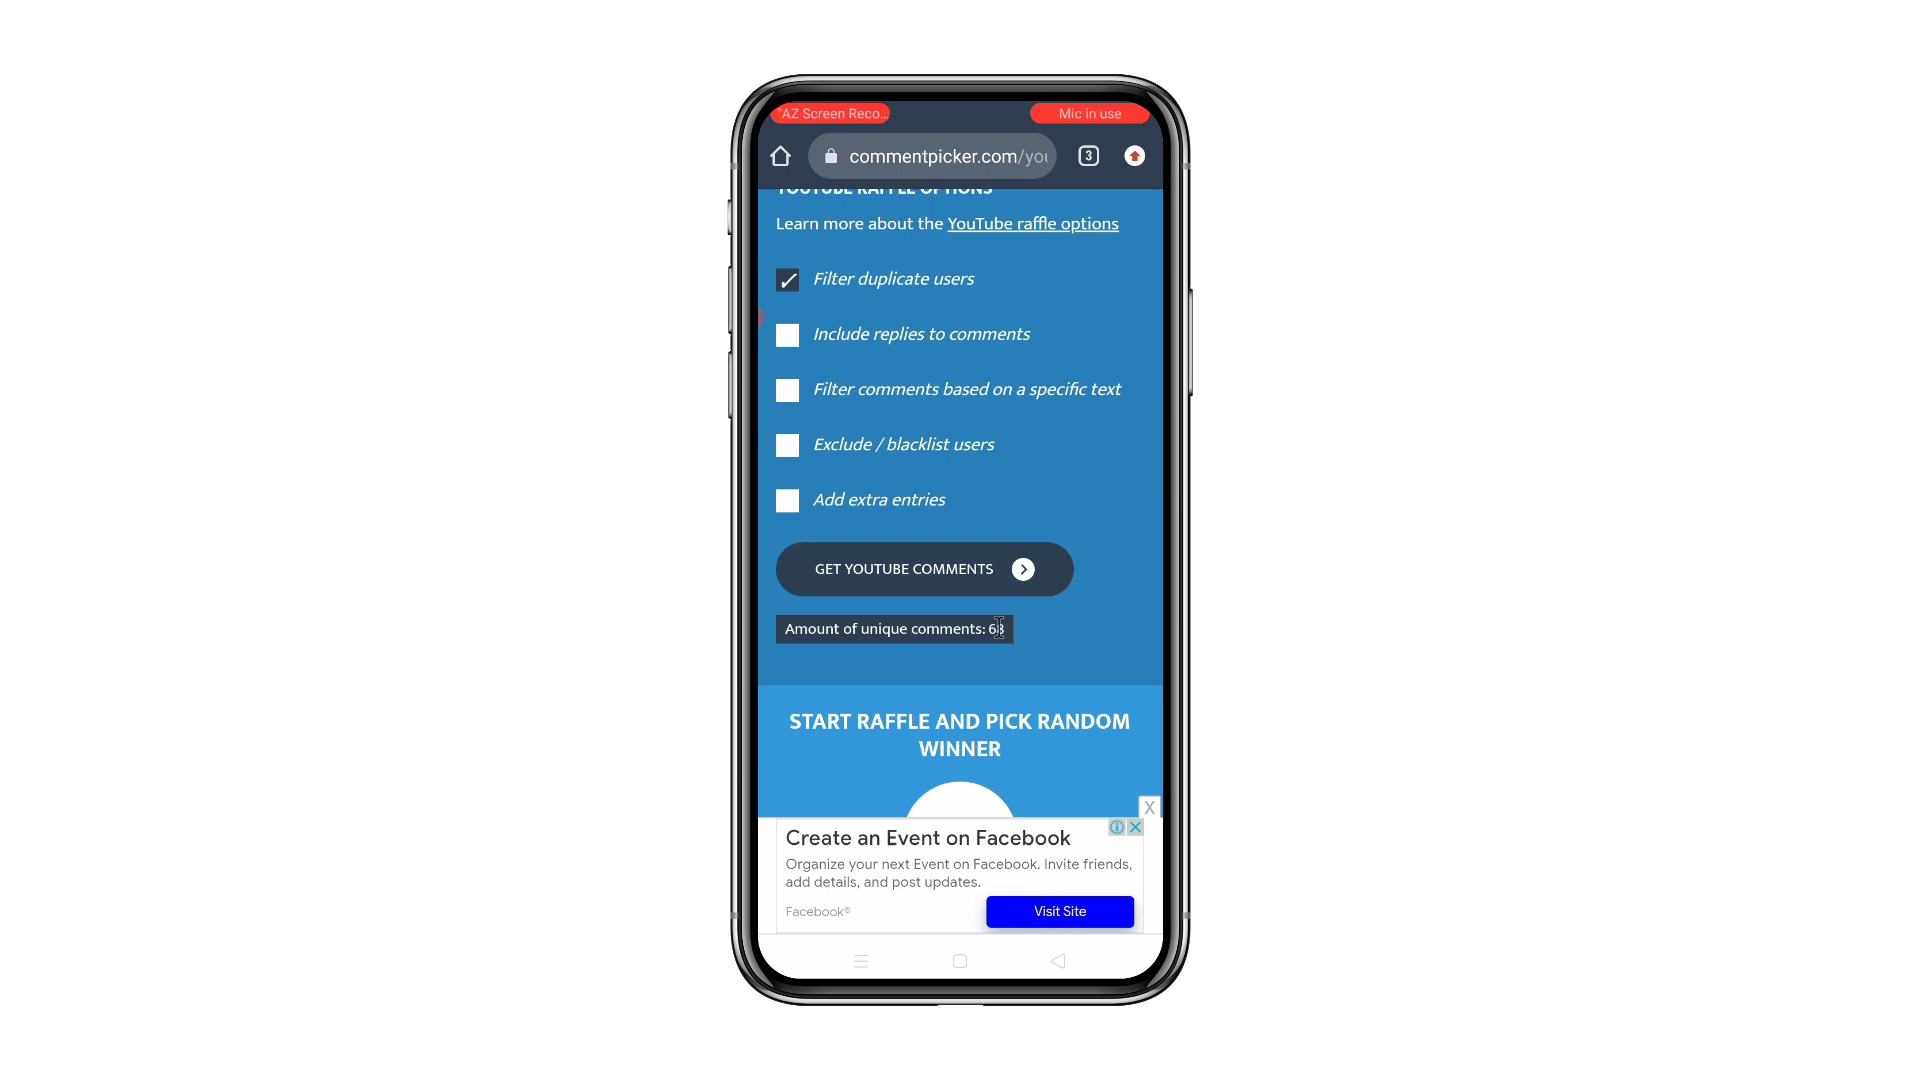 "AZ Screen Reco...
Mic in use
commentpicker.com/you
3
YOUTUBE RAFFLE OPTIONS
Learn more about the YouTube raffle options
Filter duplicate users
Include replies to comments
Filter comments based on a specific text
Exclude / blacklist users
Add extra entries
GET YOUTUBE COMMENTS
Amount of unique comments:
START RAFFLE AND PICK RANDOM
WINNER
X
Create an Event on Facebook
Organize your next Event on Facebook. Invite friends,
add details, and post updates.
Facebook®
Visit Site